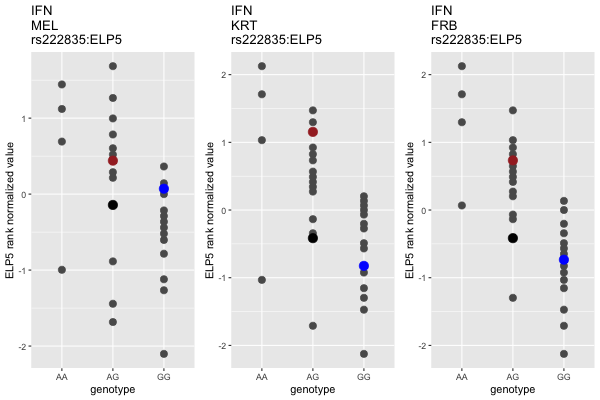 IFN
MEL
rs222835:ELP5
ELP5 rank normalized value
1
0
-1
-2
AA
AG
GG
genotype
IFN
KRT
rs222835:ELP5
ELP5 rank normalized value
2
1
0
-1
-2
AA
AG
GG
genotype
IFN
FRB
rs222835:ELP5
ELP5 rank normalized value
2
1
0
-1
-2
AA
AG
GG
genotype